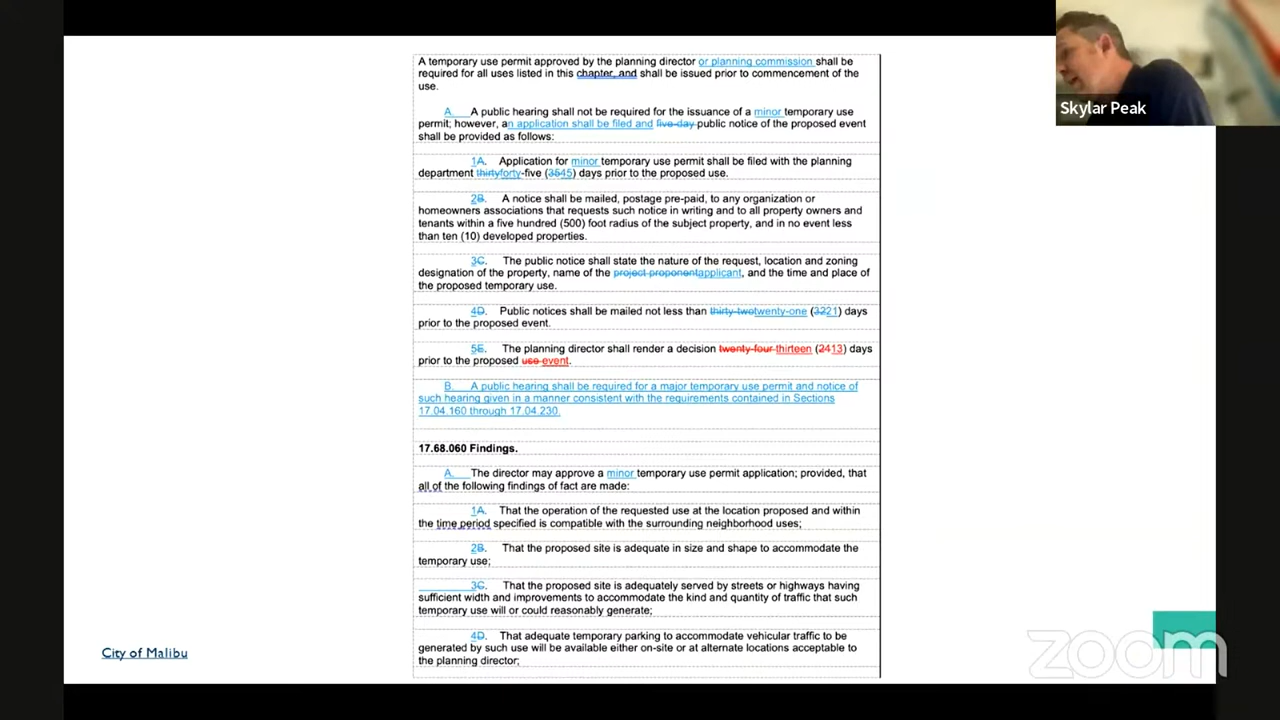 A temporary use permit approved by the planning director or planning commission shall be
required for all uses listed in this chapter, and shall be issued prior to commencement of the
use.
A. A public hearing shall not be required for the issuance of a minor temporary use
permit; however, an application shall be filed and five-day public notice of the proposed event
shall be provided as follows:
1A. Application for minor temporary use permit shall be filed with the planning
department thirtyforty-five (3545) days prior to the proposed use.
2B. A notice shall be mailed, postage pre-paid, to any organization or
homeowners associations that requests such notice in writing and to all property owners and
tenants within a five hundred (500) foot radius of the subject property, and in no event less
than ten (10) developed properties.
3C. The public notice shall state the nature of the request, location and zoning
designation of the property, name of the project proponentapplicant, and the time and place of
the proposed temporary use.
4D. Public notices shall be mailed not less than thirty-twotwenty-one (3221) days
prior to the proposed event.
5E. The planning director shall render a decision twenty-four thirteen (2413) days
prior to the proposed use event.
B. A public hearing shall be required for a major temporary use permit and notice of
such hearing given in a manner consistent with the requirements contained in Sections
17.04.160 through 17.04.230.
17.68.060 Findings.
A. The director may approve a minor temporary use permit application; provided, that
all of the following findings of fact are made:
1A. That the operation of the requested use at the location proposed and within
the time period specified is compatible with the surrounding neighborhood uses;
2B. That the proposed site is adequate in size and shape to accommodate the
temporary use;
3C. That the proposed site is adequately served by streets or highways having
sufficient width and improvements to accommodate the kind and quantity of traffic that such
temporary use will or could reasonably generate;
4D. That adequate temporary parking to accommodate vehicular traffic to be
generated by such use will be available either on-site or at alternate locations acceptable to
the planning director;
City of Malibu
Skylar Peak
zoom